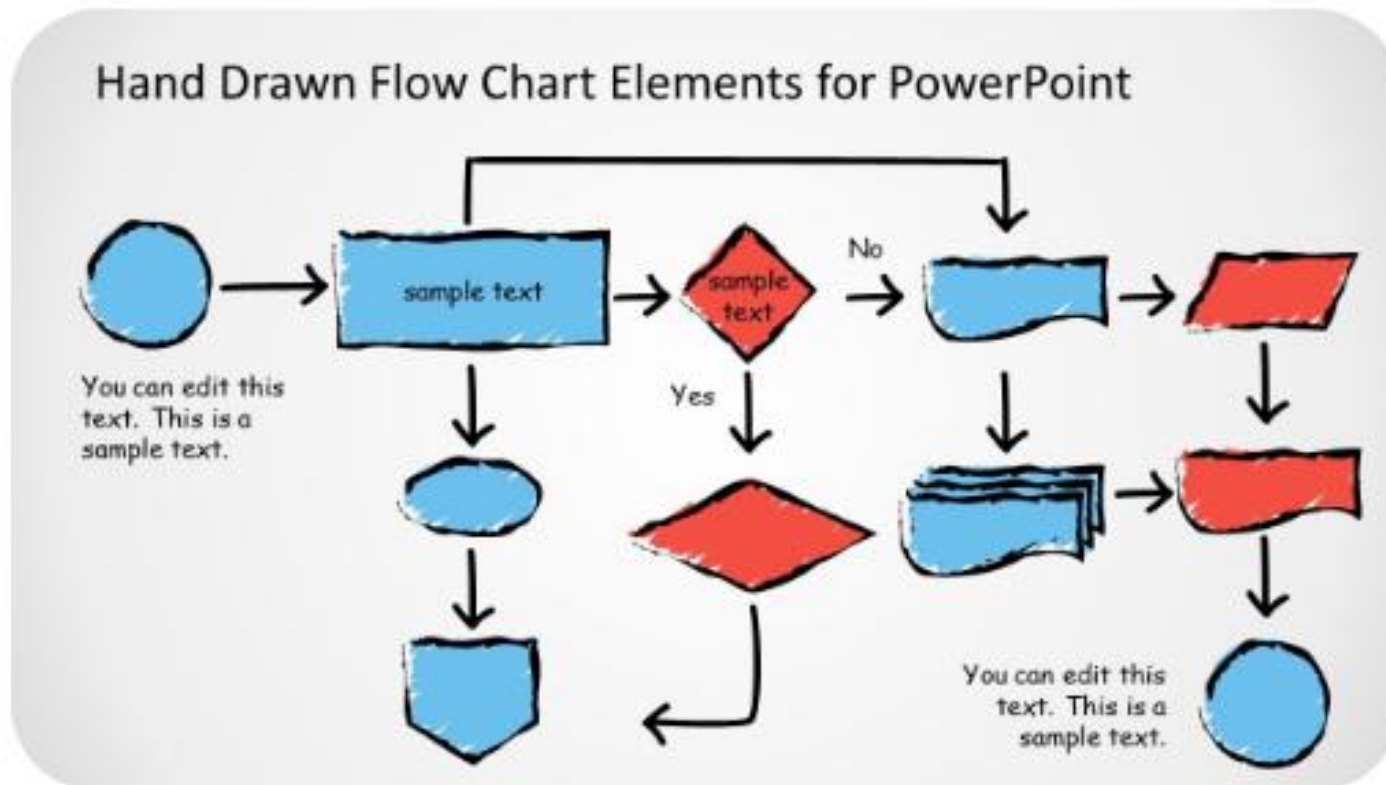 Hand Drawn Flow Chart Elements for PowerPoint
sample text
sample
text
No
Yes
You can edit this
text. This is a
sample text.
You can edit this
text. This is a
sample text.